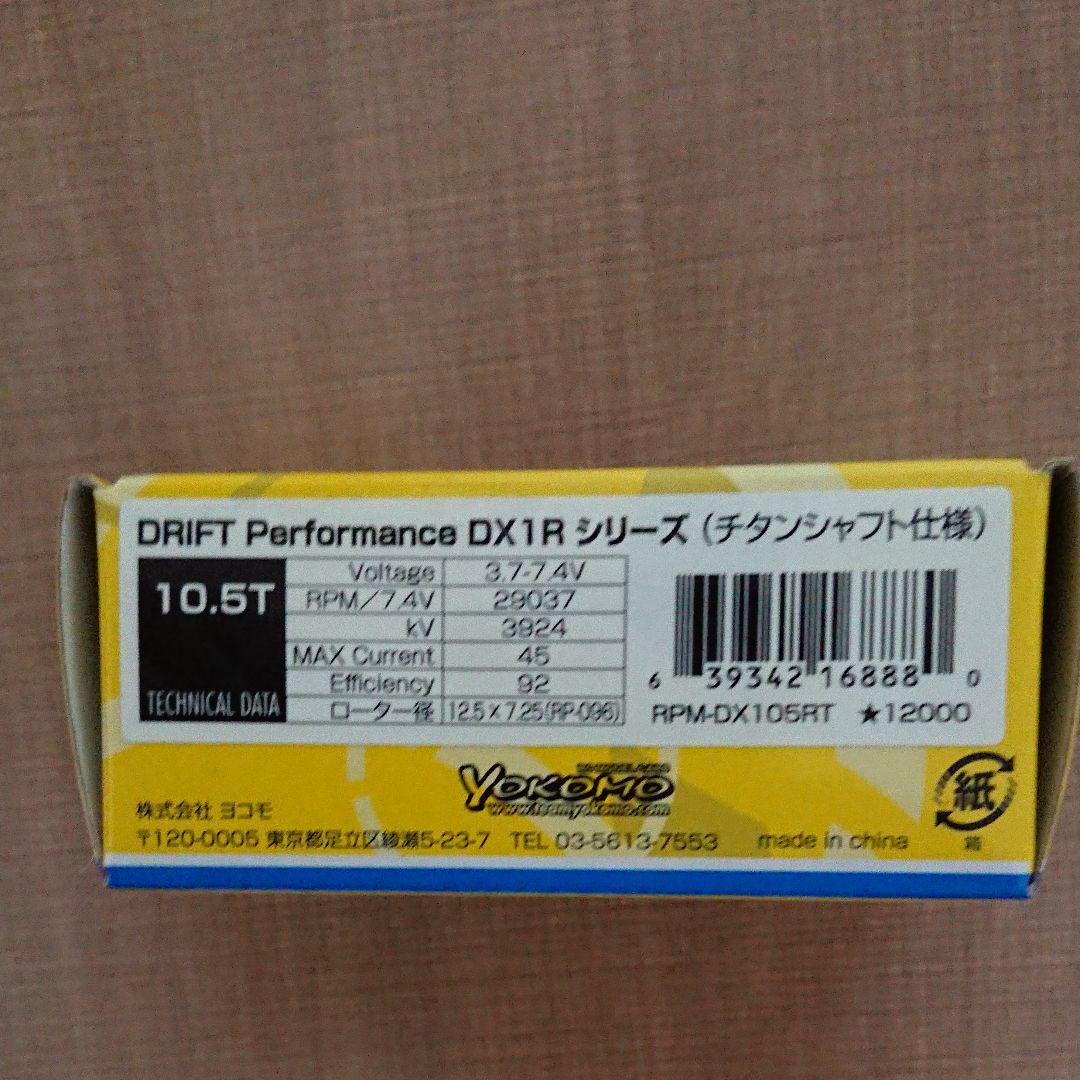 DRIFT Performance DX1R シリーズ (チタンシャフト仕様)
10.5T
TECHNICAL DATA
Voltage 3.7-7.4V
RPM/7.4V 29037
kV 3924
MAX Current 45
Efficiency 92
ローター径 12.5×7.25(RP-096)
6 39342 16888 0
RPM-DX105RT ★12000
YOKOMO
www.teamyokomo.com
紙
箱
株式会社 ヨコモ
〒120-0005 東京都足立区綾瀬5-23-7 TEL 03-5613-7553 made in china